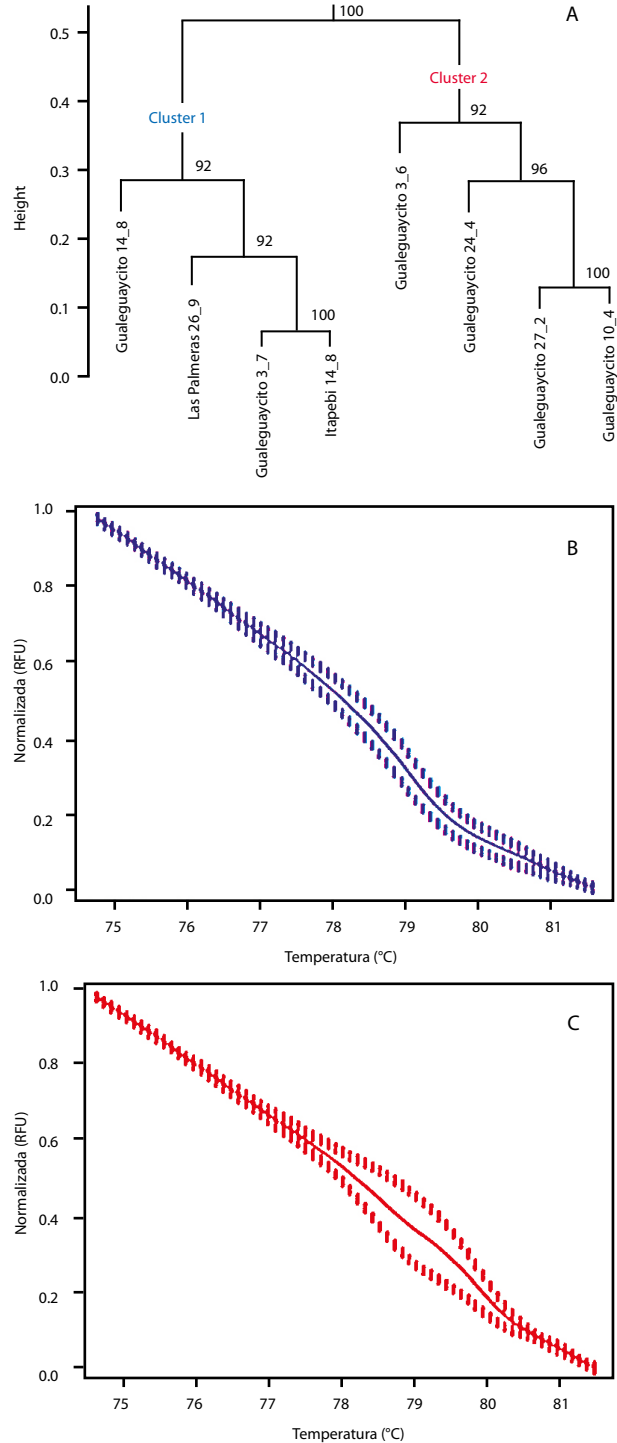 A
100
0.5
Cluster 2
0.4
Cluster 1
92
0.3
92
96
Height
Gualeguaycito 14_8
Gualeguaycito 3_6
Gualeguaycito 24_4
0.2
92
Las Palmeras 26_9
100
0.1
100
Gualeguaycito 3_7
Itapebi 14_8
Gualeguaycito 27_2
Gualeguaycito 10_4
0.0
B
1.0
0.8
0.6
0.4
0.2
0.0
Normalizada (RFU)
75 76 77 78 79 80 81
Temperatura (°C)
C
1.0
0.8
0.6
0.4
0.2
0.0
Normalizada (RFU)
75 76 77 78 79 80 81
Temperatura (°C)